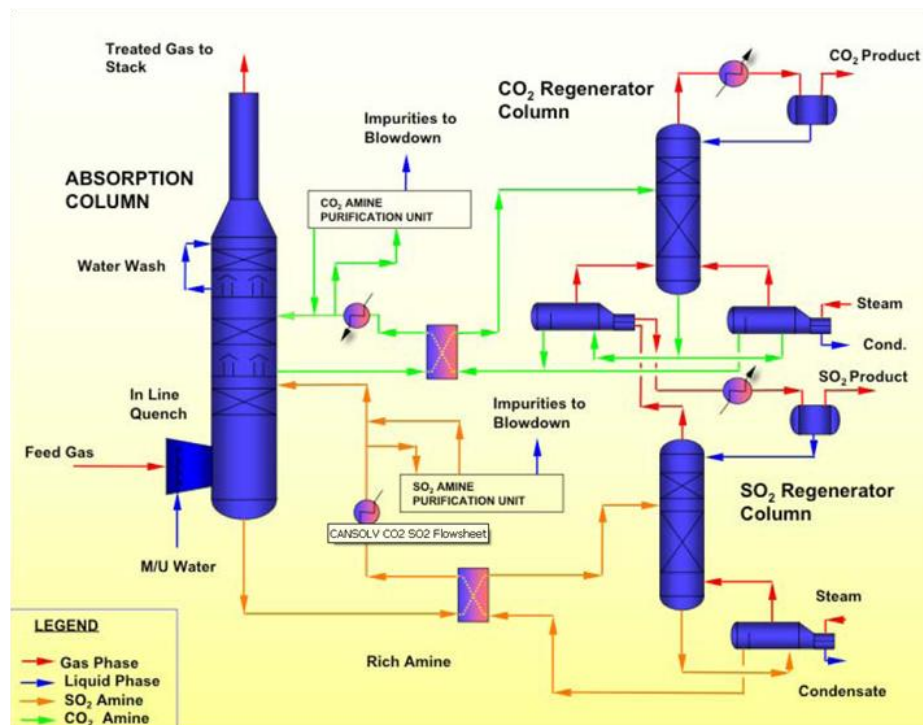 Treated Gas to
Stack
ABSORPTION
COLUMN
Water Wash
In Line
Quench
Feed Gas
M/U Water
Impurities to
Blowdown
CO₂ AMINE
PURIFICATION UNIT
CO₂ Regenerator
Column
CO₂ Product
Steam
Cond.
SO₂ Product
Impurities to
Blowdown
SO₂ AMINE
PURIFICATION UNIT
CANSOLV CO2 SO2 Flowsheet
SO₂ Regenerator
Column
Steam
Condensate
Rich Amine
LEGEND
Gas Phase
Liquid Phase
SO₂ Amine
CO₂ Amine